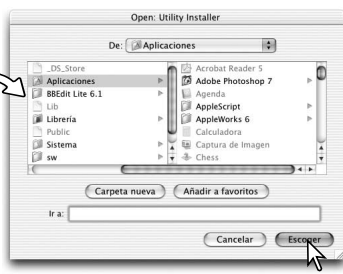 Open: Utility Installer
De: Aplicaciones
_DS_Store
Aplicaciones
BBEdit Lite 6.1
Lib
Librería
Public
Sistema
sw
Acrobat Reader 5
Adobe Photoshop 7
Agenda
AppleScript
AppleWorks 6
Calculadora
Captura de Imagen
Chess
Carpeta nueva
Añadir a favoritos
Ir a:
Cancelar
Escoger